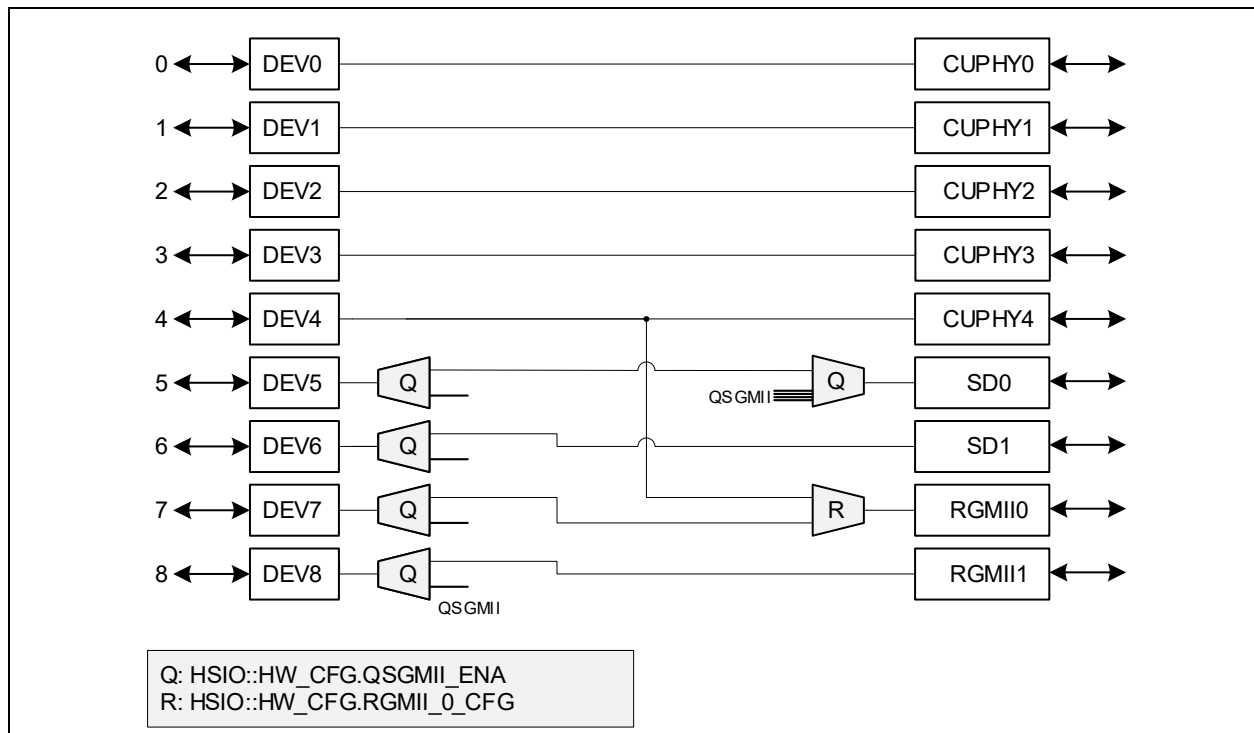 0 DEV0 CUPHY0
1 DEV1 CUPHY1
2 DEV2 CUPHY2
3 DEV3 CUPHY3
4 DEV4 CUPHY4
5 DEV5 Q QSGMII Q SD0
6 DEV6 Q SD1
7 DEV7 Q R RGMII0
8 DEV8 Q RGMII1
QSGMII
Q: HSIO::HW_CFG.QSGMII_ENA
R: HSIO::HW_CFG.RGMII_0_CFG